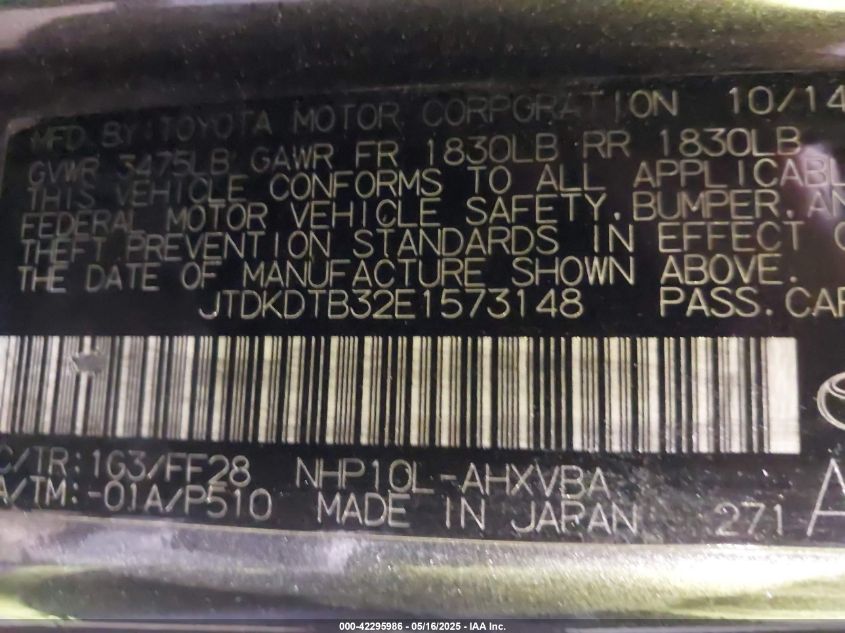 MFD BY:TOYOTA MOTOR CORPORATION 10/14
GVWR 3475LB GAWR FR 1830LB RR 1830LB
THIS VEHICLE CONFORMS TO ALL APPLICABL
FEDERAL MOTOR VEHICLE SAFETY.BUMPER.AN
THEFT PREVENTION STANDARDS IN EFFECT O
THE DATE OF MANUFACTURE SHOWN ABOVE.
JTDKDTB32E1573148 PASS.CAR
C/TR:1G3/FF28 NHP10L-AHXVBA
A/TM:-01A/P510 MADE IN JAPAN 271 A
000-42295986 - 05/16/2025 - IAA Inc.